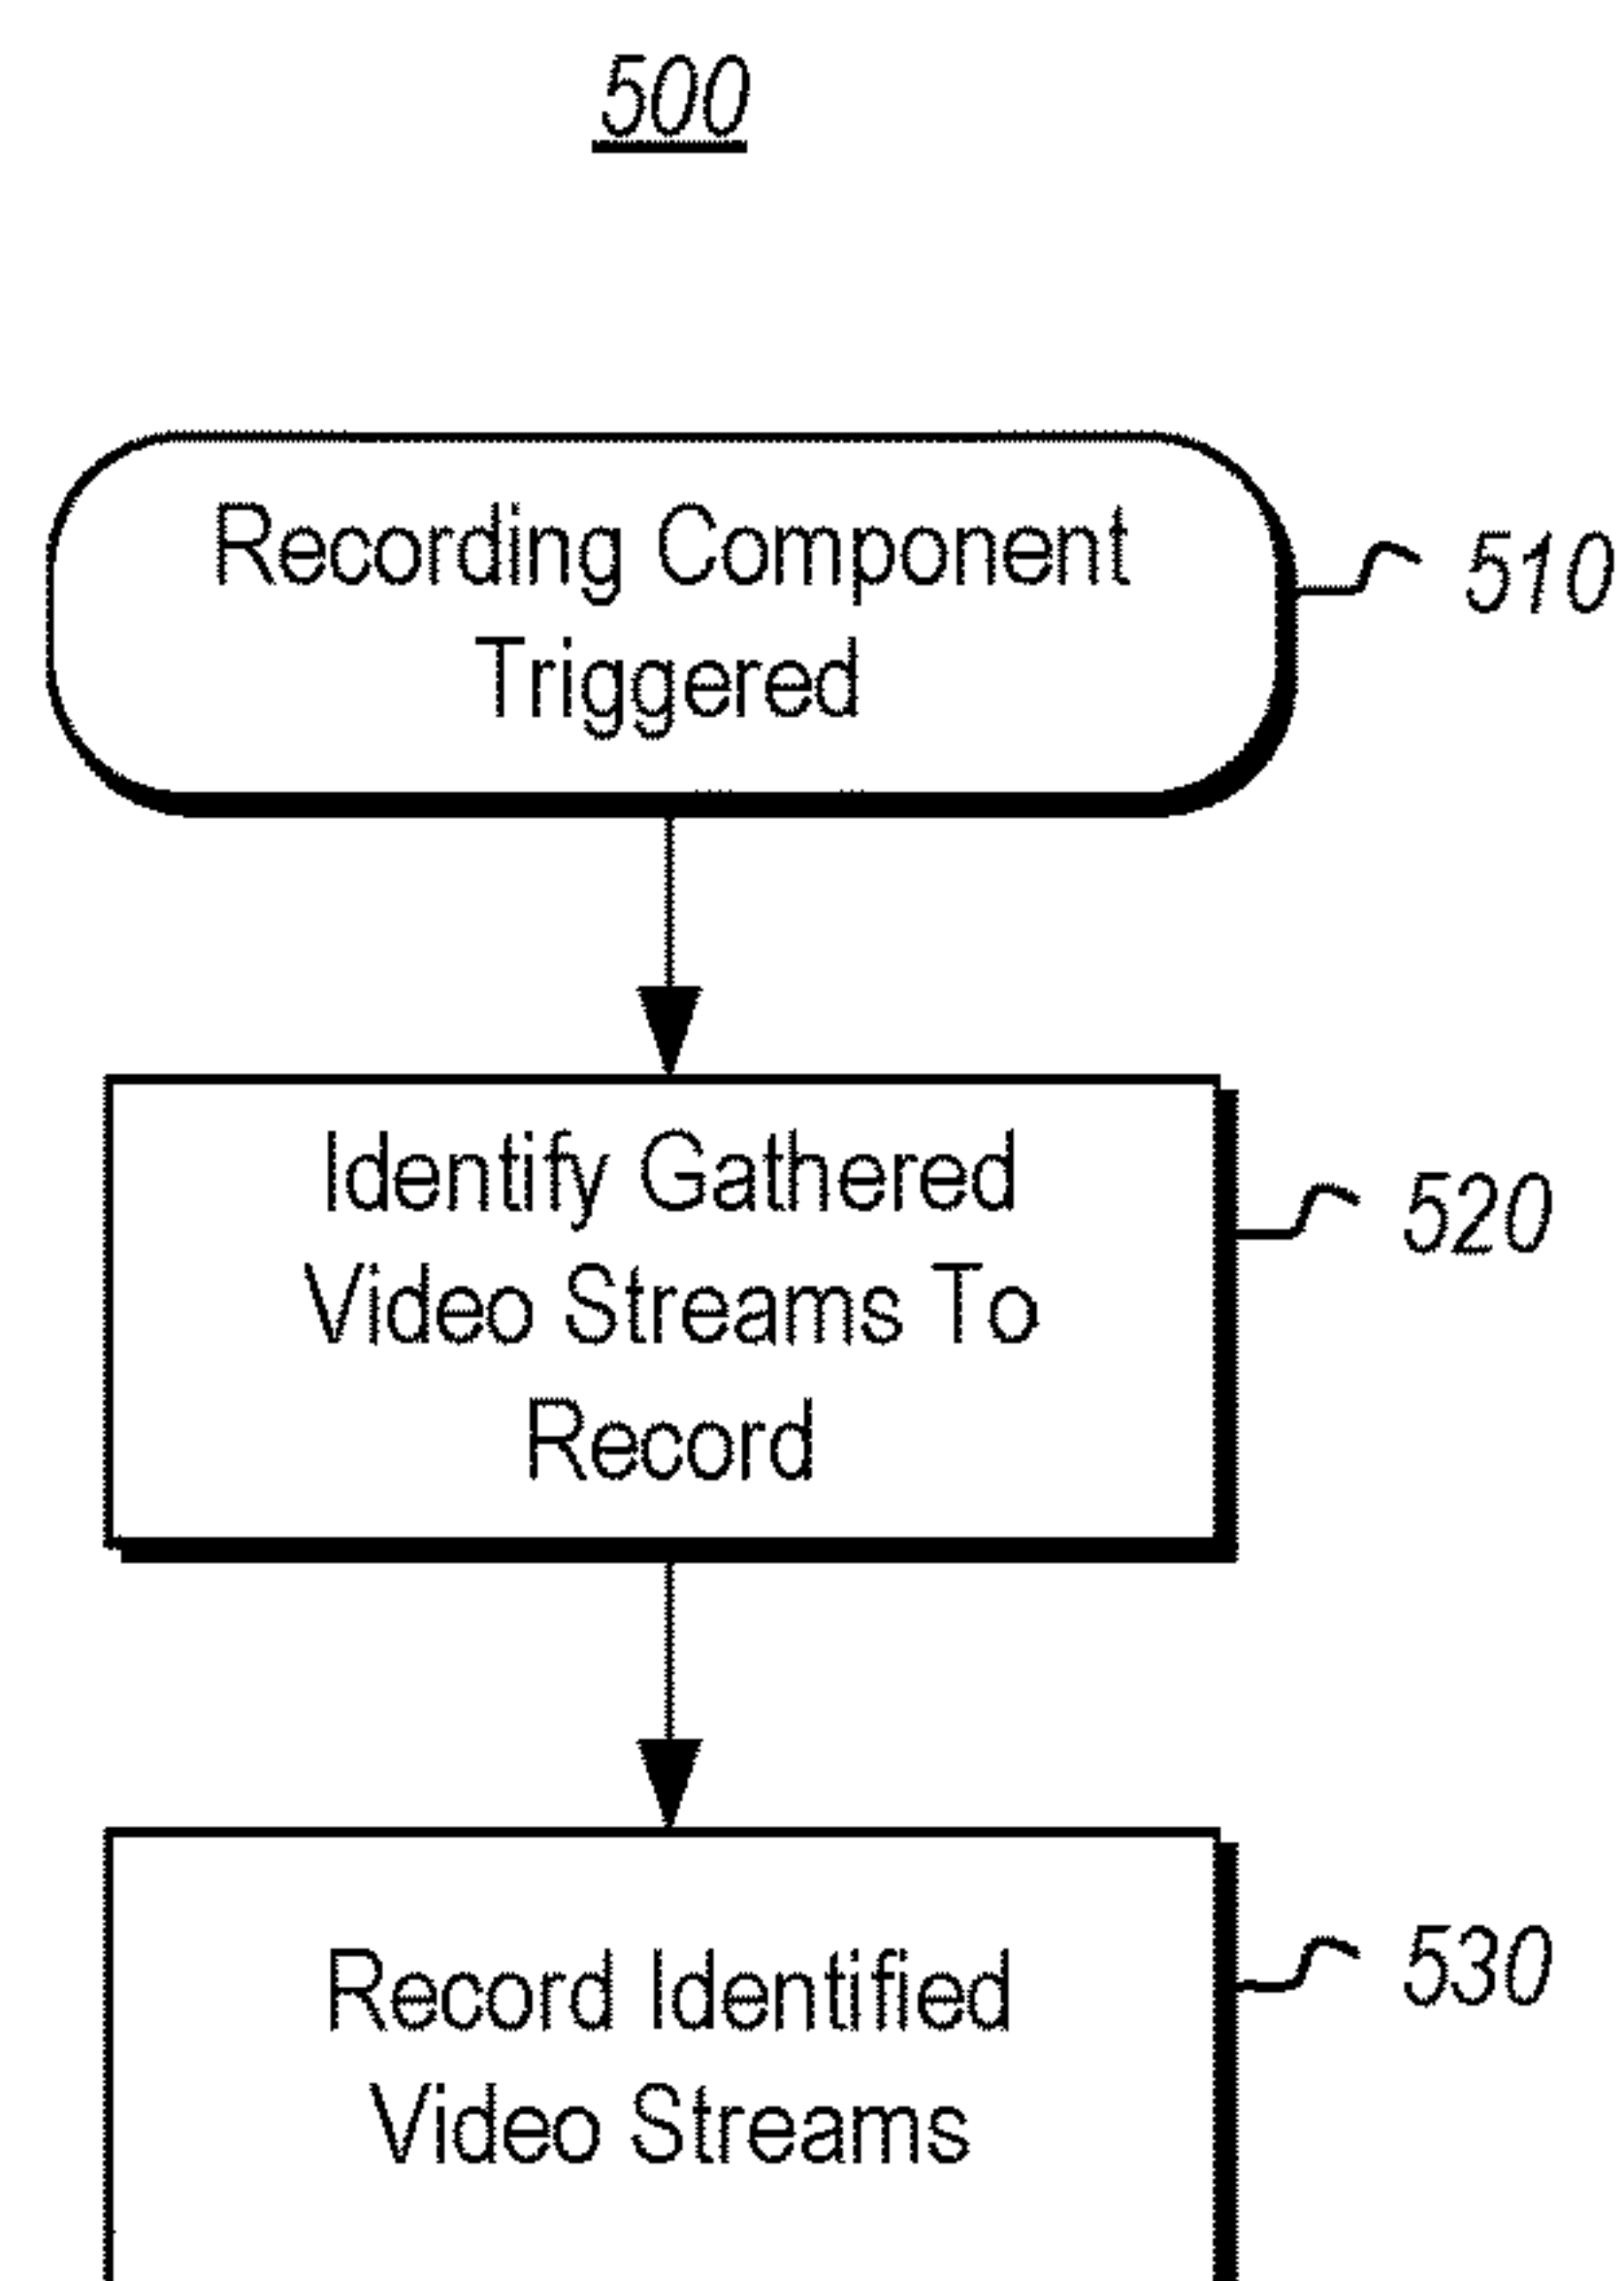 500
Recording Component
Triggered
510
Identify Gathered
Video Streams To
Record
520
Record Identified
Video Streams
530